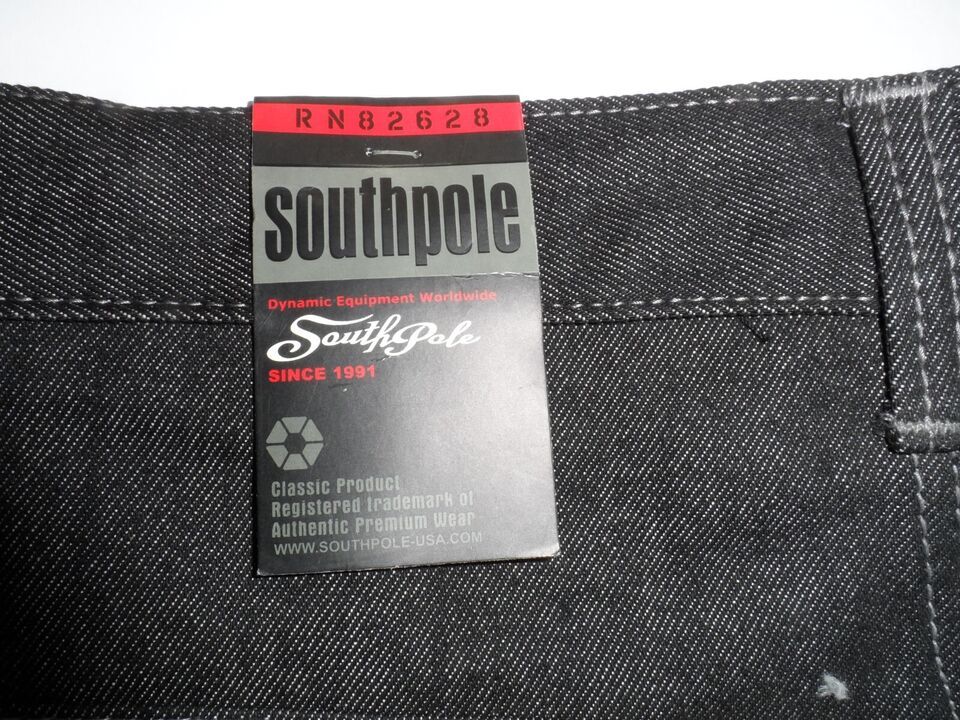 RN82628
southpole
Dynamic Equipment Worldwide
SouthPole
SINCE 1991
Classic Product
Registered trademark of
Authentic Premium Wear
WWW.SOUTHPOLE-USA.COM